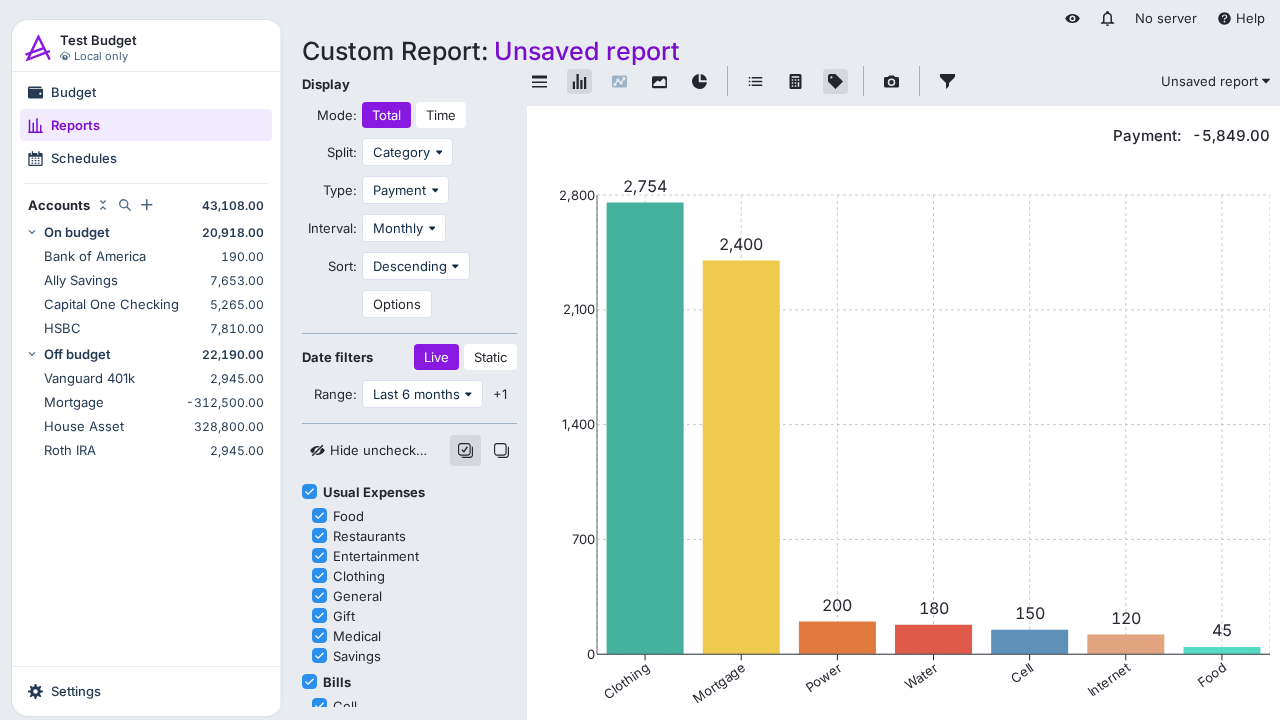 Test Budget
Local only
Budget
Reports
Schedules
Accounts 43,108.00
On budget 20,918.00
Bank of America 190.00
Ally Savings 7,653.00
Capital One Checking 5,265.00
HSBC 7,810.00
Off budget 22,190.00
Vanguard 401k 2,945.00
Mortgage -312,500.00
House Asset 328,800.00
Roth IRA 2,945.00
Settings
No server
Help
Custom Report: Unsaved report
Display
Mode: Total Time
Split: Category
Type: Payment
Interval: Monthly
Sort: Descending
Options
Date filters Live Static
Range: Last 6 months +1
Hide uncheck...
Usual Expenses
Food
Restaurants
Entertainment
Clothing
General
Gift
Medical
Savings
Bills
Cell
Unsaved report
Payment: -5,849.00
2,800
2,100
1,400
700
0
2,754
2,400
200
180
150
120
45
Clothing
Mortgage
Power
Water
Cell
Internet
Food